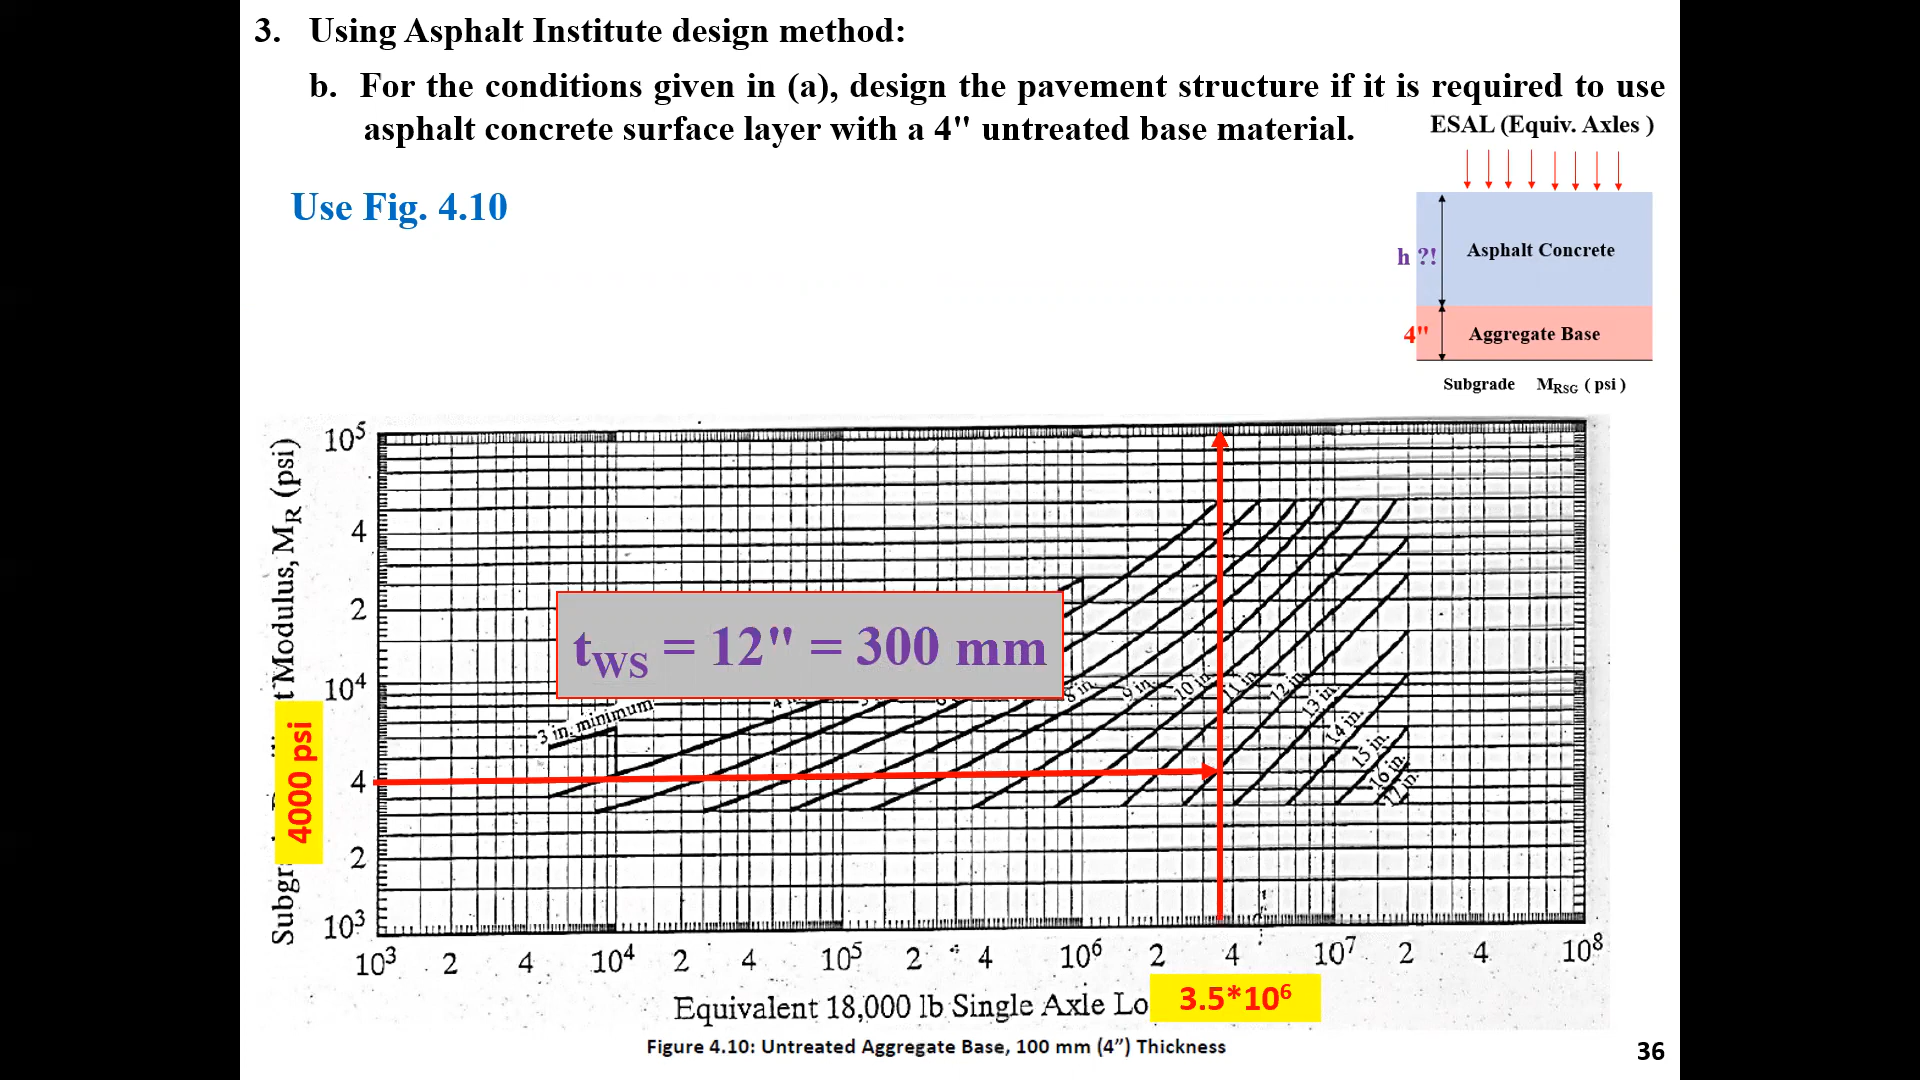 3. Using Asphalt Institute design method:
b. For the conditions given in (a), design the pavement structure if it is required to use
asphalt concrete surface layer with a 4" untreated base material.
ESAL (Equiv. Axles )
Use Fig. 4.10
h ?!
Asphalt Concrete
4"
Aggregate Base
Subgrade MRSG ( psi )
t Modulus, MR (psi)
Subgr
4000 psi
10⁵
4
2
10⁴
4
2
10³
tWS = 12" = 300 mm
3 in. minimum
8 in.
9 in.
10 in.
11 in.
12 in.
13 in.
14 in.
15 in.
16 in.
17 in.
10³ 2 4 10⁴ 2 4 10⁵ 2 4 10⁶ 2 4 10⁷ 2 4 10⁸
Equivalent 18,000 lb Single Axle Lo
3.5*10⁶
Figure 4.10: Untreated Aggregate Base, 100 mm (4”) Thickness
36